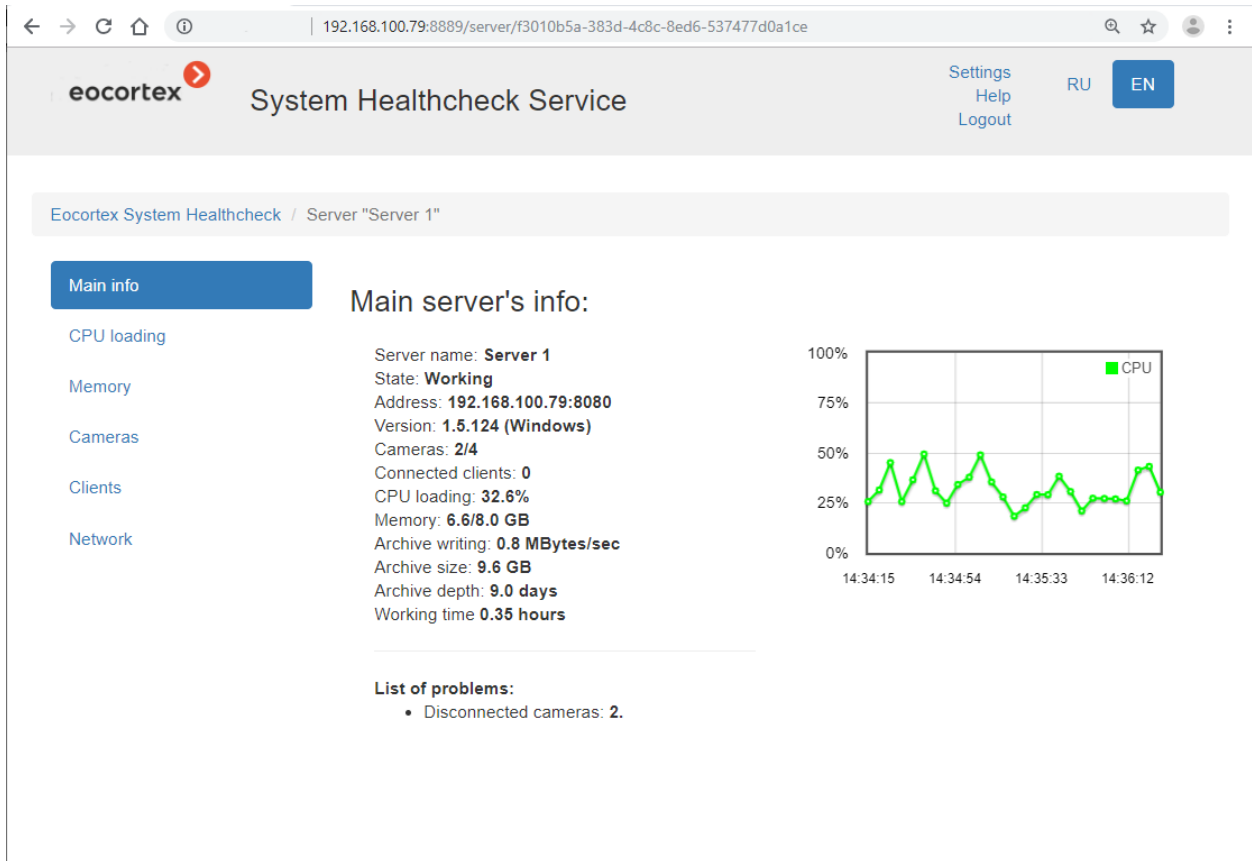 192.168.100.79:8889/server/f3010b5a-383d-4c8c-8ed6-537477d0a1ce
eocortex
System Healthcheck Service
Settings
Help
Logout
RU
EN
Eocortex System Healthcheck / Server "Server 1"
Main info
CPU loading
Memory
Cameras
Clients
Network
Main server's info:
Server name: Server 1
State: Working
Address: 192.168.100.79:8080
Version: 1.5.124 (Windows)
Cameras: 2/4
Connected clients: 0
CPU loading: 32.6%
Memory: 6.6/8.0 GB
Archive writing: 0.8 MBytes/sec
Archive size: 9.6 GB
Archive depth: 9.0 days
Working time 0.35 hours
List of problems:
• Disconnected cameras: 2.
CPU
100%
75%
50%
25%
0%
14:34:15 14:34:54 14:35:33 14:36:12